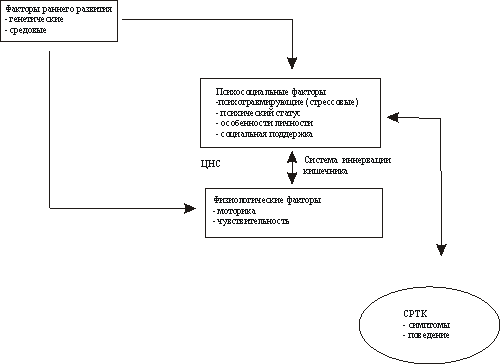 Факторы раннего развития
- генетические
- средовые
Психосоциальные факторы
-психотравмирующие (стрессовые)
- психический статус
- особенности личности
- социальная поддержка
ЦНС
Система иннервации
кишечника
Физиологические факторы
- моторика
- чувствительность
СРТК
- симптомы
- поведение